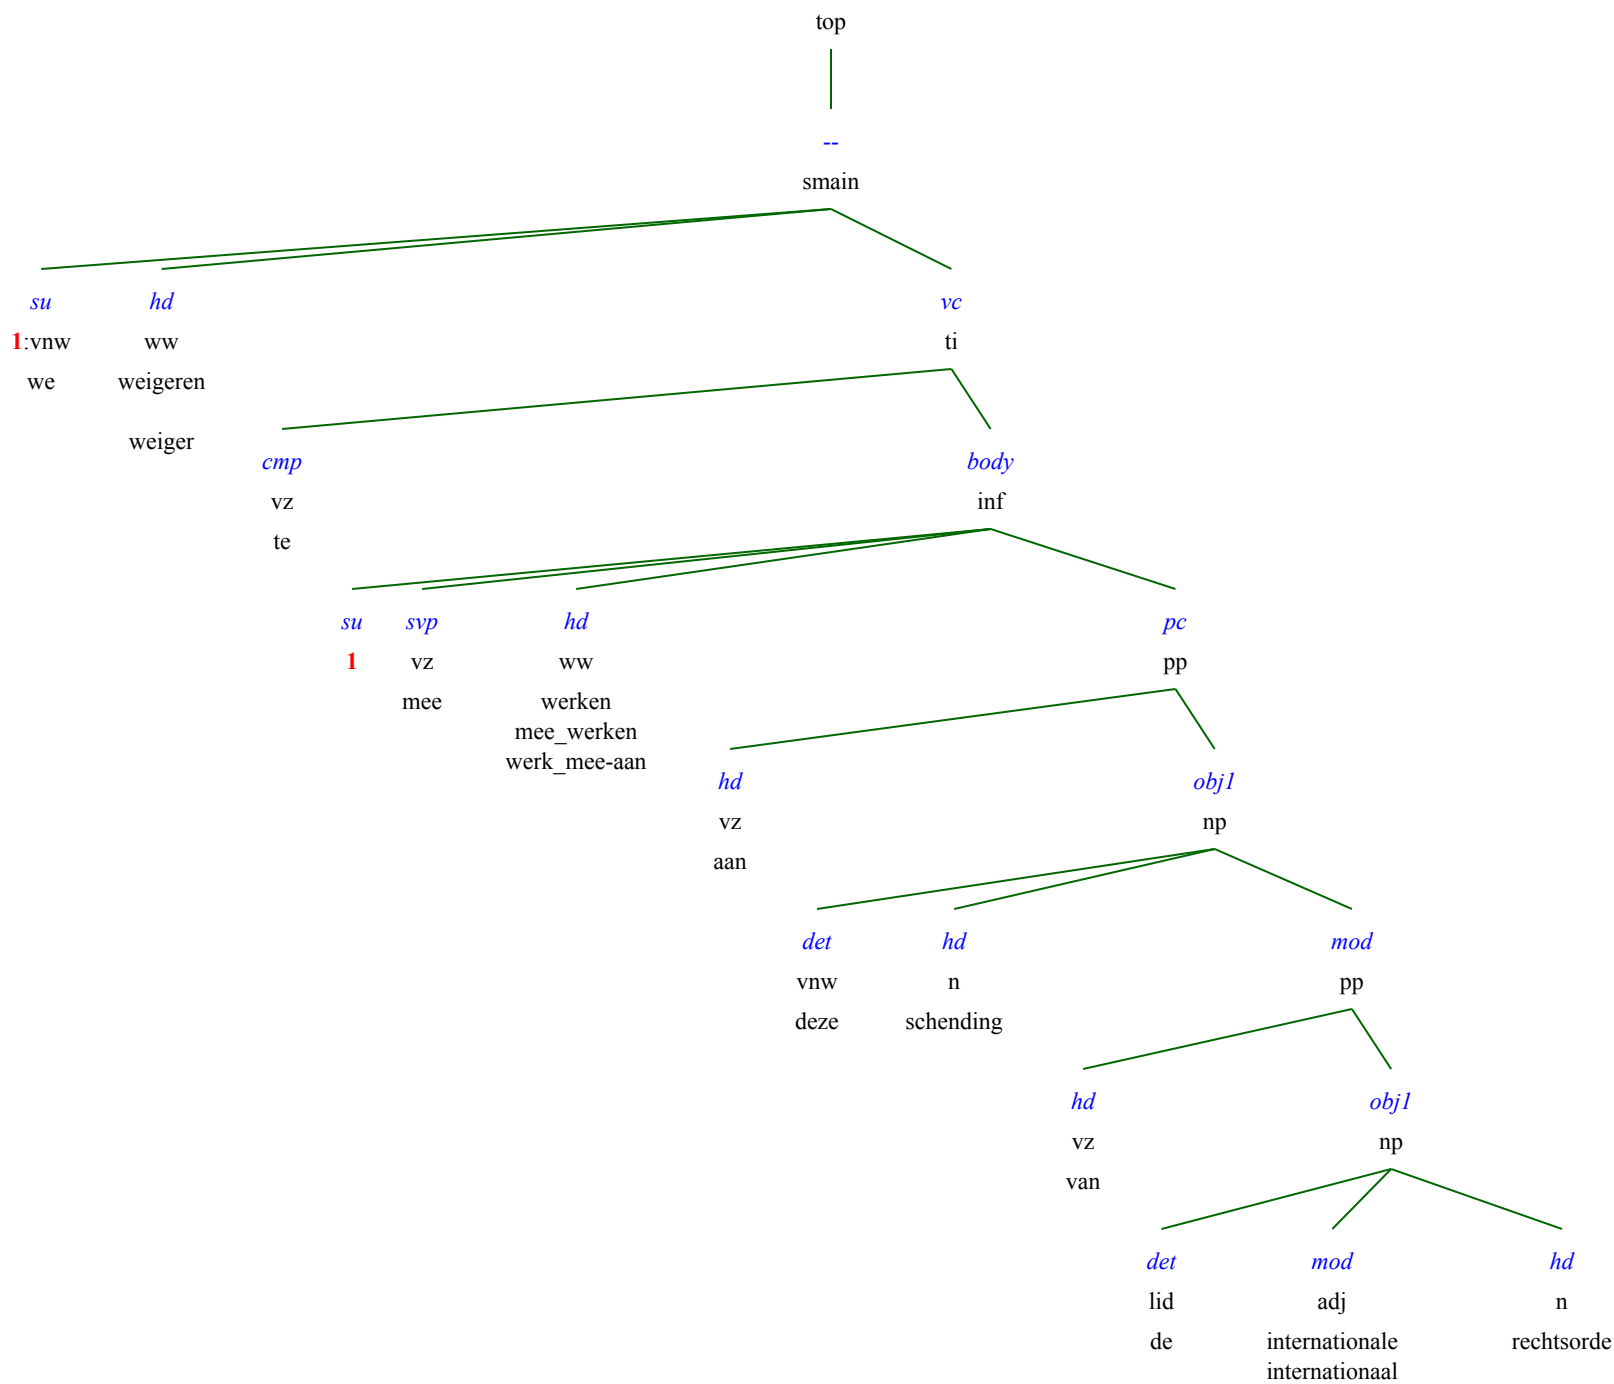 top
--
smain
su hd vc
1:vnw ww ti
we weigeren
weiger
cmp body
vz inf
te
su svp hd pc
1 vz ww pp
mee werken
mee_werken
werk_mee-aan
hd obj1
vz np
aan
det hd mod
vnw n pp
deze schending
hd obj1
vz np
van
det mod hd
lid adj n
de internationale rechtsorde
internationaal